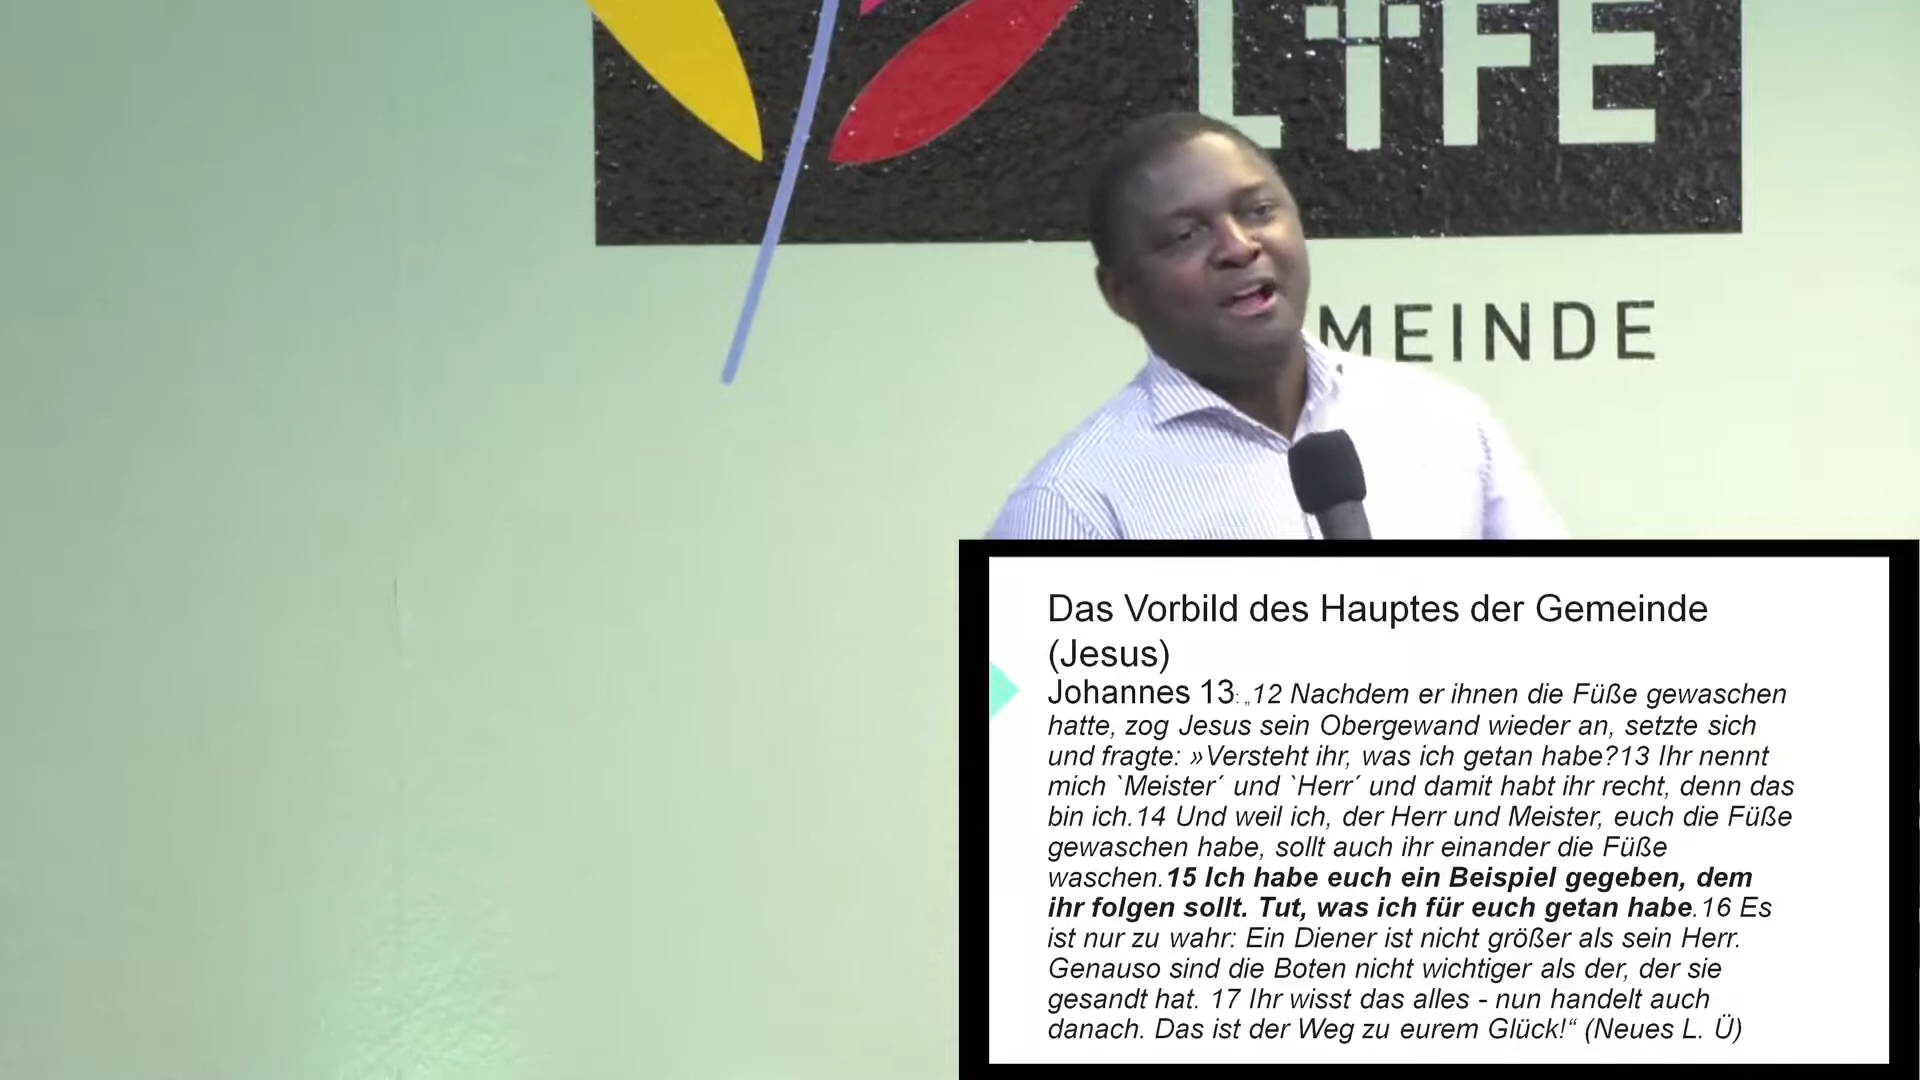 LIFE
MEINDE
Das Vorbild des Hauptes der Gemeinde
(Jesus)
Johannes 13: „12 Nachdem er ihnen die Füße gewaschen
hatte, zog Jesus sein Obergewand wieder an, setzte sich
und fragte: »Versteht ihr, was ich getan habe?13 Ihr nennt
mich `Meister´ und `Herr´ und damit habt ihr recht, denn das
bin ich.14 Und weil ich, der Herr und Meister, euch die Füße
gewaschen habe, sollt auch ihr einander die Füße
waschen.15 Ich habe euch ein Beispiel gegeben, dem
ihr folgen sollt. Tut, was ich für euch getan habe.16 Es
ist nur zu wahr: Ein Diener ist nicht größer als sein Herr.
Genauso sind die Boten nicht wichtiger als der, der sie
gesandt hat. 17 Ihr wisst das alles - nun handelt auch
danach. Das ist der Weg zu eurem Glück!“ (Neues L. Ü)